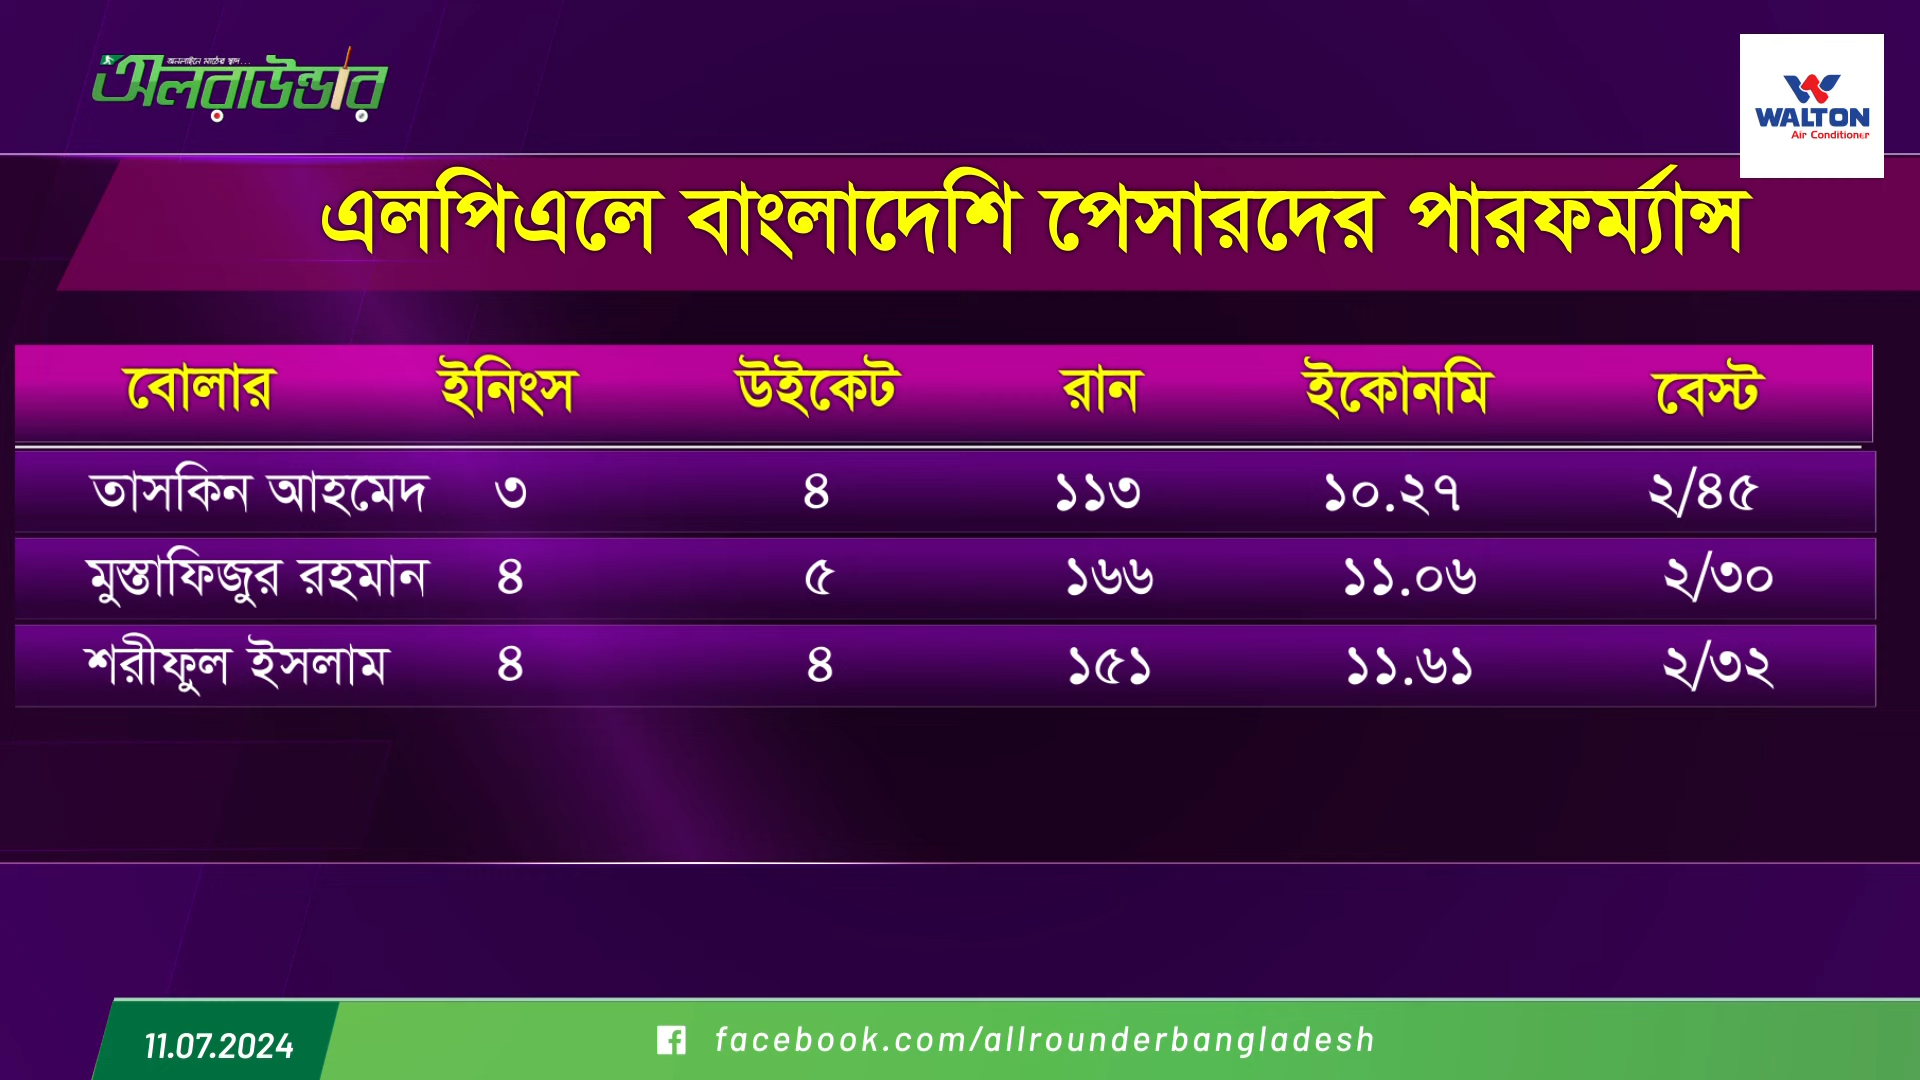 অনলাইনে মাঠের স্বাদ...
অলরাউন্ডার
WALTON
Air Conditioner
এলপিএলে বাংলাদেশি পেসারদের পারফর্ম্যান্স
বোলার ইনিংস উইকেট রান ইকোনমি বেস্ট
তাসকিন আহমেদ ৩ ৪ ১১৩ ১০.২৭ ২/৪৫
মুস্তাফিজুর রহমান ৪ ৫ ১৬৬ ১১.০৬ ২/৩০
শরীফুল ইসলাম ৪ ৪ ১৫১ ১১.৬১ ২/৩২
11.07.2024 facebook.com/allrounderbangladesh